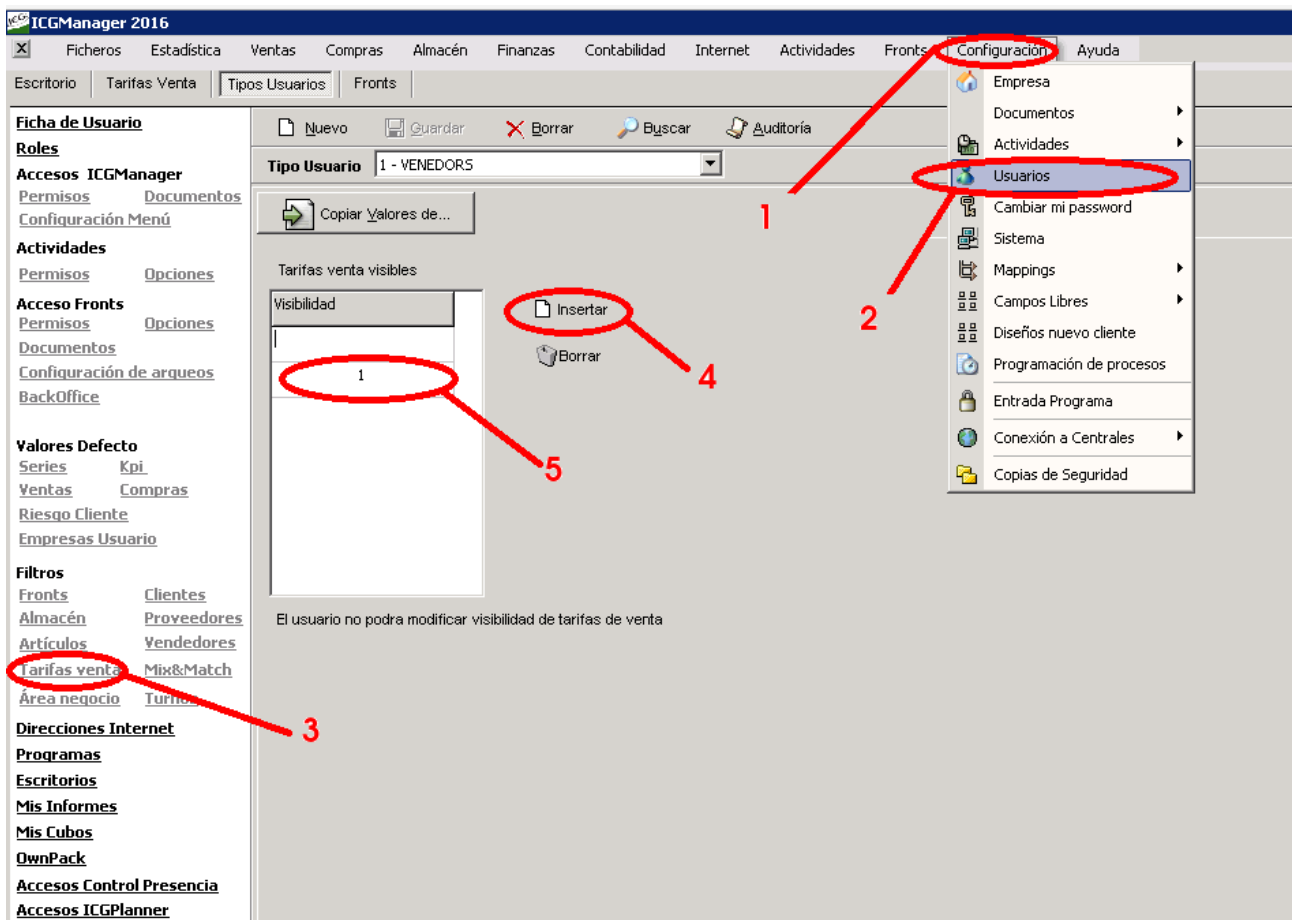 ICGManager 2016
Ficheros Estadística Ventas Compras Almacén Finanzas Contabilidad Internet Actividades Fronts Configuración Ayuda
Escritorio Tarifas Venta Tipos Usuarios Fronts
Ficha de Usuario
Roles
Accesos ICGManager
Permisos Documentos
Configuración Menú
Actividades
Permisos Opciones
Acceso Fronts
Permisos Opciones
Documentos
Configuración de arqueos
BackOffice
Valores Defecto
Series Kpi
Ventas Compras
Riesgo Cliente
Empresas Usuario
Filtros
Fronts Clientes
Almacén Proveedores
Artículos Vendedores
Tarifas venta Mix&Match
Área negocio Turnos
Direcciones Internet
Programas
Escritorios
Mis Informes
Mis Cubos
OwnPack
Accesos Control Presencia
Accesos ICGPlanner
Nuevo Guardar Borrar Buscar Auditoría
Tipo Usuario 1 - VENEDORS
Copiar Valores de...
Tarifas venta visibles
Visibilidad
1
Insertar
Borrar
El usuario no podra modificar visibilidad de tarifas de venta
Empresa
Documentos
Actividades
Usuarios
Cambiar mi password
Sistema
Mappings
Campos Libres
Diseños nuevo cliente
Programación de procesos
Entrada Programa
Conexión a Centrales
Copias de Seguridad
1
2
3
4
5